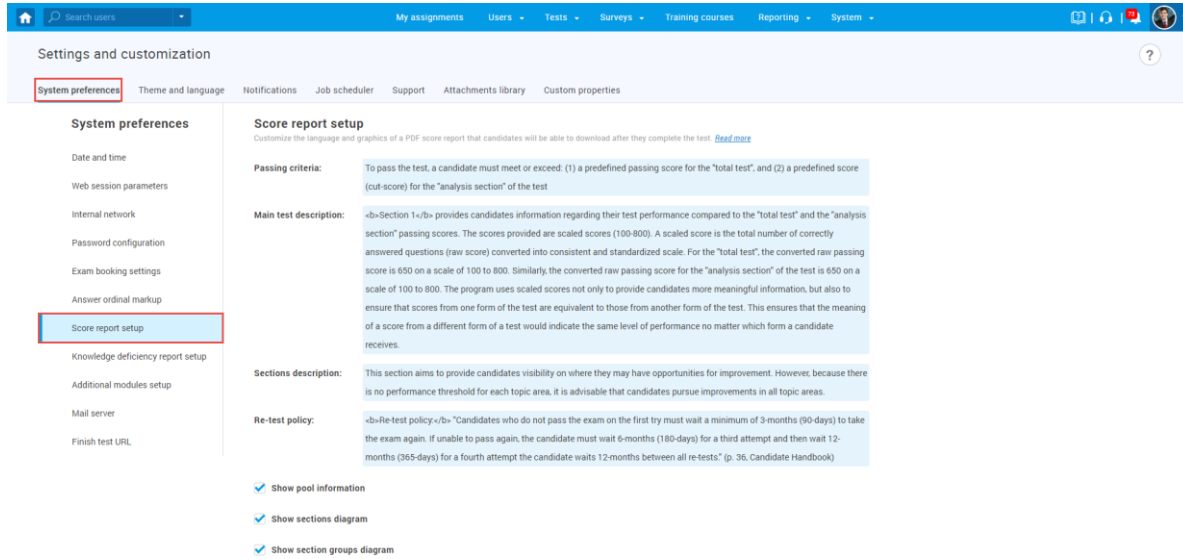 Search users
My assignments Users Tests Surveys Training courses Reporting System
73
Settings and customization
?
System preferences Theme and language Notifications Job scheduler Support Attachments library Custom properties
System preferences
Date and time
Web session parameters
Internal network
Password configuration
Exam booking settings
Answer ordinal markup
Score report setup
Knowledge deficiency report setup
Additional modules setup
Mail server
Finish test URL
Score report setup
Customize the language and graphics of a PDF score report that candidates will be able to download after they complete the test. Read more
Passing criteria:
To pass the test, a candidate must meet or exceed: (1) a predefined passing score for the "total test", and (2) a predefined score
(cut-score) for the "analysis section" of the test
Main test description:
<b>Section 1</b> provides candidates information regarding their test performance compared to the "total test" and the "analysis
section" passing scores. The scores provided are scaled scores (100-800). A scaled score is the total number of correctly
answered questions (raw score) converted into consistent and standardized scale. For the "total test", the converted raw passing
score is 650 on a scale of 100 to 800. Similarly, the converted raw passing score for the "analysis section" of the test is 650 on a
scale of 100 to 800. The program uses scaled scores not only to provide candidates more meaningful information, but also to
ensure that scores from one form of the test are equivalent to those from another form of the test. This ensures that the meaning
of a score from a different form of a test would indicate the same level of performance no matter which form a candidate
receives.
Sections description:
This section aims to provide candidates visibility on where they may have opportunities for improvement. However, because there
is no performance threshold for each topic area, it is advisable that candidates pursue improvements in all topic areas.
Re-test policy:
<b>Re-test policy:</b> "Candidates who do not pass the exam on the first try must wait a minimum of 3-months (90-days) to take
the exam again. If unable to pass again, the candidate must wait 6-months (180-days) for a third attempt and then wait 12-
months (365-days) for a fourth attempt the candidate waits 12-months between all re-tests." (p. 36, Candidate Handbook)
Show pool information
Show sections diagram
Show section groups diagram